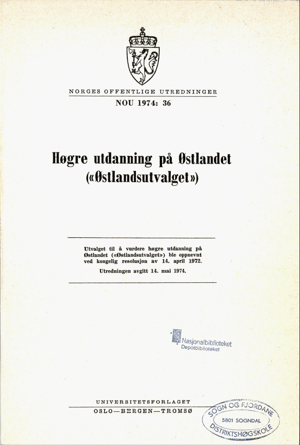 NORGES OFFENTLIGE UTREDNINGER
NOU 1974: 36
Høgre utdanning på Østlandet
(«Østlandsutvalget»)
Utvalget til å vurdere høgre utdanning på
Østlandet («Østlandsutvalget») ble oppnevnt
ved kongelig resolusjon av 14. april 1972.
Utredningen avgitt 14. mai 1974.
Nasjonalbiblioteket
Depotbiblioteket
UNIVERSITETSFORLAGET
OSLO—BERGEN—TROMSØ
SOGN OG FJORDANE
5801 SOGNDAL
DISTRIKTSHØGSKOLE